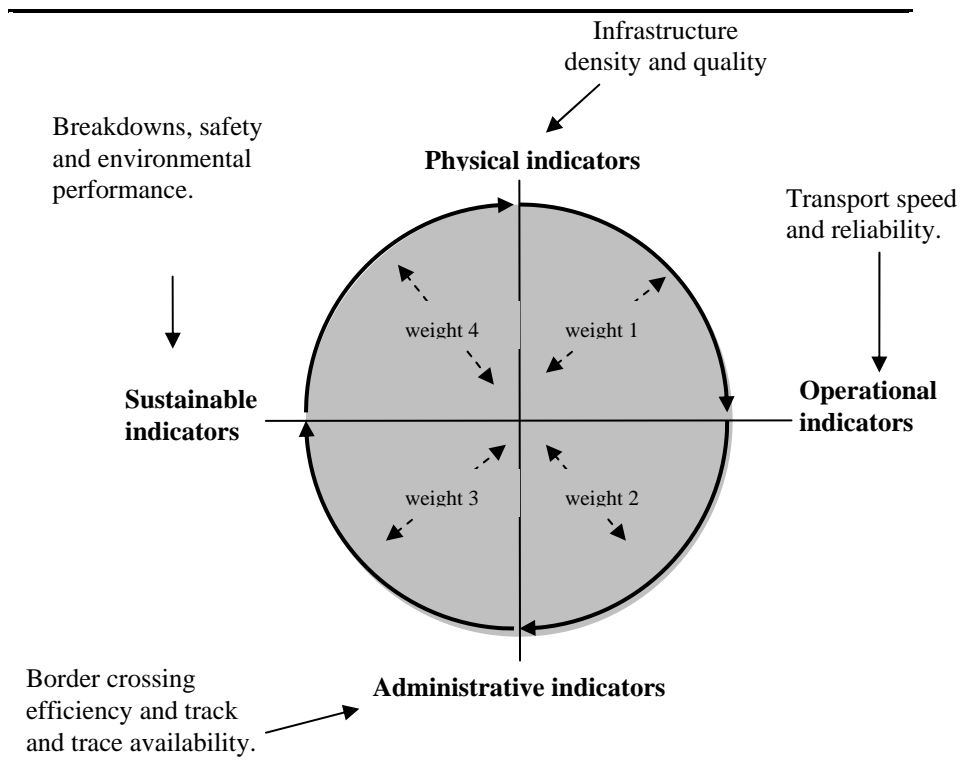 Infrastructure
density and quality
Breakdowns, safety
and environmental
performance.
Physical indicators
Transport speed
and reliability.
weight 4
weight 1
Sustainable
indicators
Operational
indicators
weight 3
weight 2
Administrative indicators
Border crossing
efficiency and track
and trace availability.